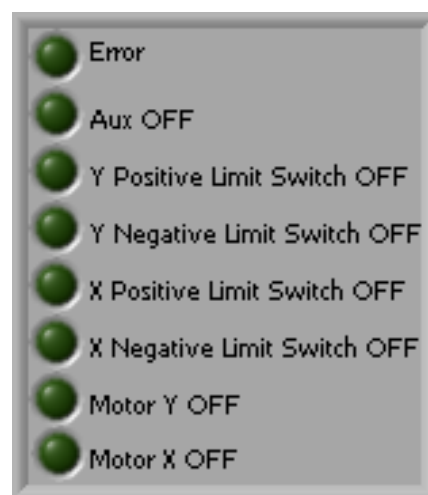 Error
Aux OFF
Y Positive Limit Switch OFF
Y Negative Limit Switch OFF
X Positive Limit Switch OFF
X Negative Limit Switch OFF
Motor Y OFF
Motor X OFF